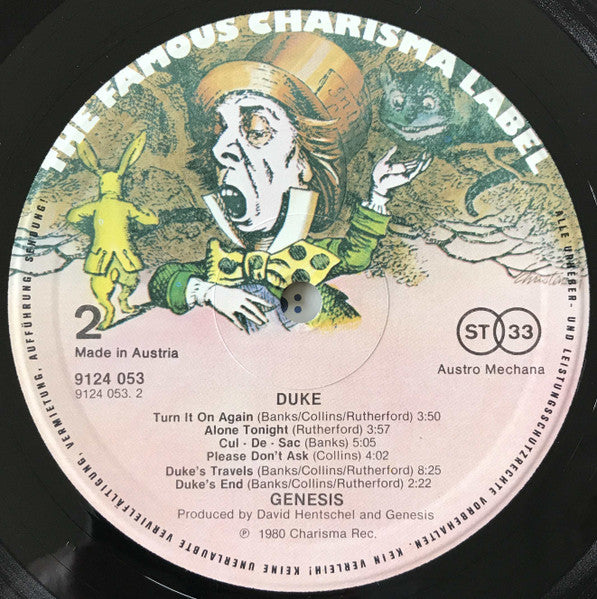 THE FAMOUS CHARISMA LABEL
2
Made in Austria
9124 053
9124 053. 2
ST 33
Austro Mechana
DUKE
Turn It On Again (Banks/Collins/Rutherford) 3:50
Alone Tonight (Rutherford) 3:57
Cul - De - Sac (Banks) 5:05
Please Don't Ask (Collins) 4:02
Duke's Travels (Banks/Collins/Rutherford) 8:25
Duke's End (Banks/Collins/Rutherford) 2:22
GENESIS
Produced by David Hentschel and Genesis
℗ 1980 Charisma Rec.
ALLE URHEBER- UND LEISTUNGSSCHUTZRECHTE VORBEHALTEN. KEIN VERLEIH! KEINE UNERLAUBTE VERVIELFÄLTIGUNG, VERMIETUNG, AUFFÜHRUNG, SENDUNG!